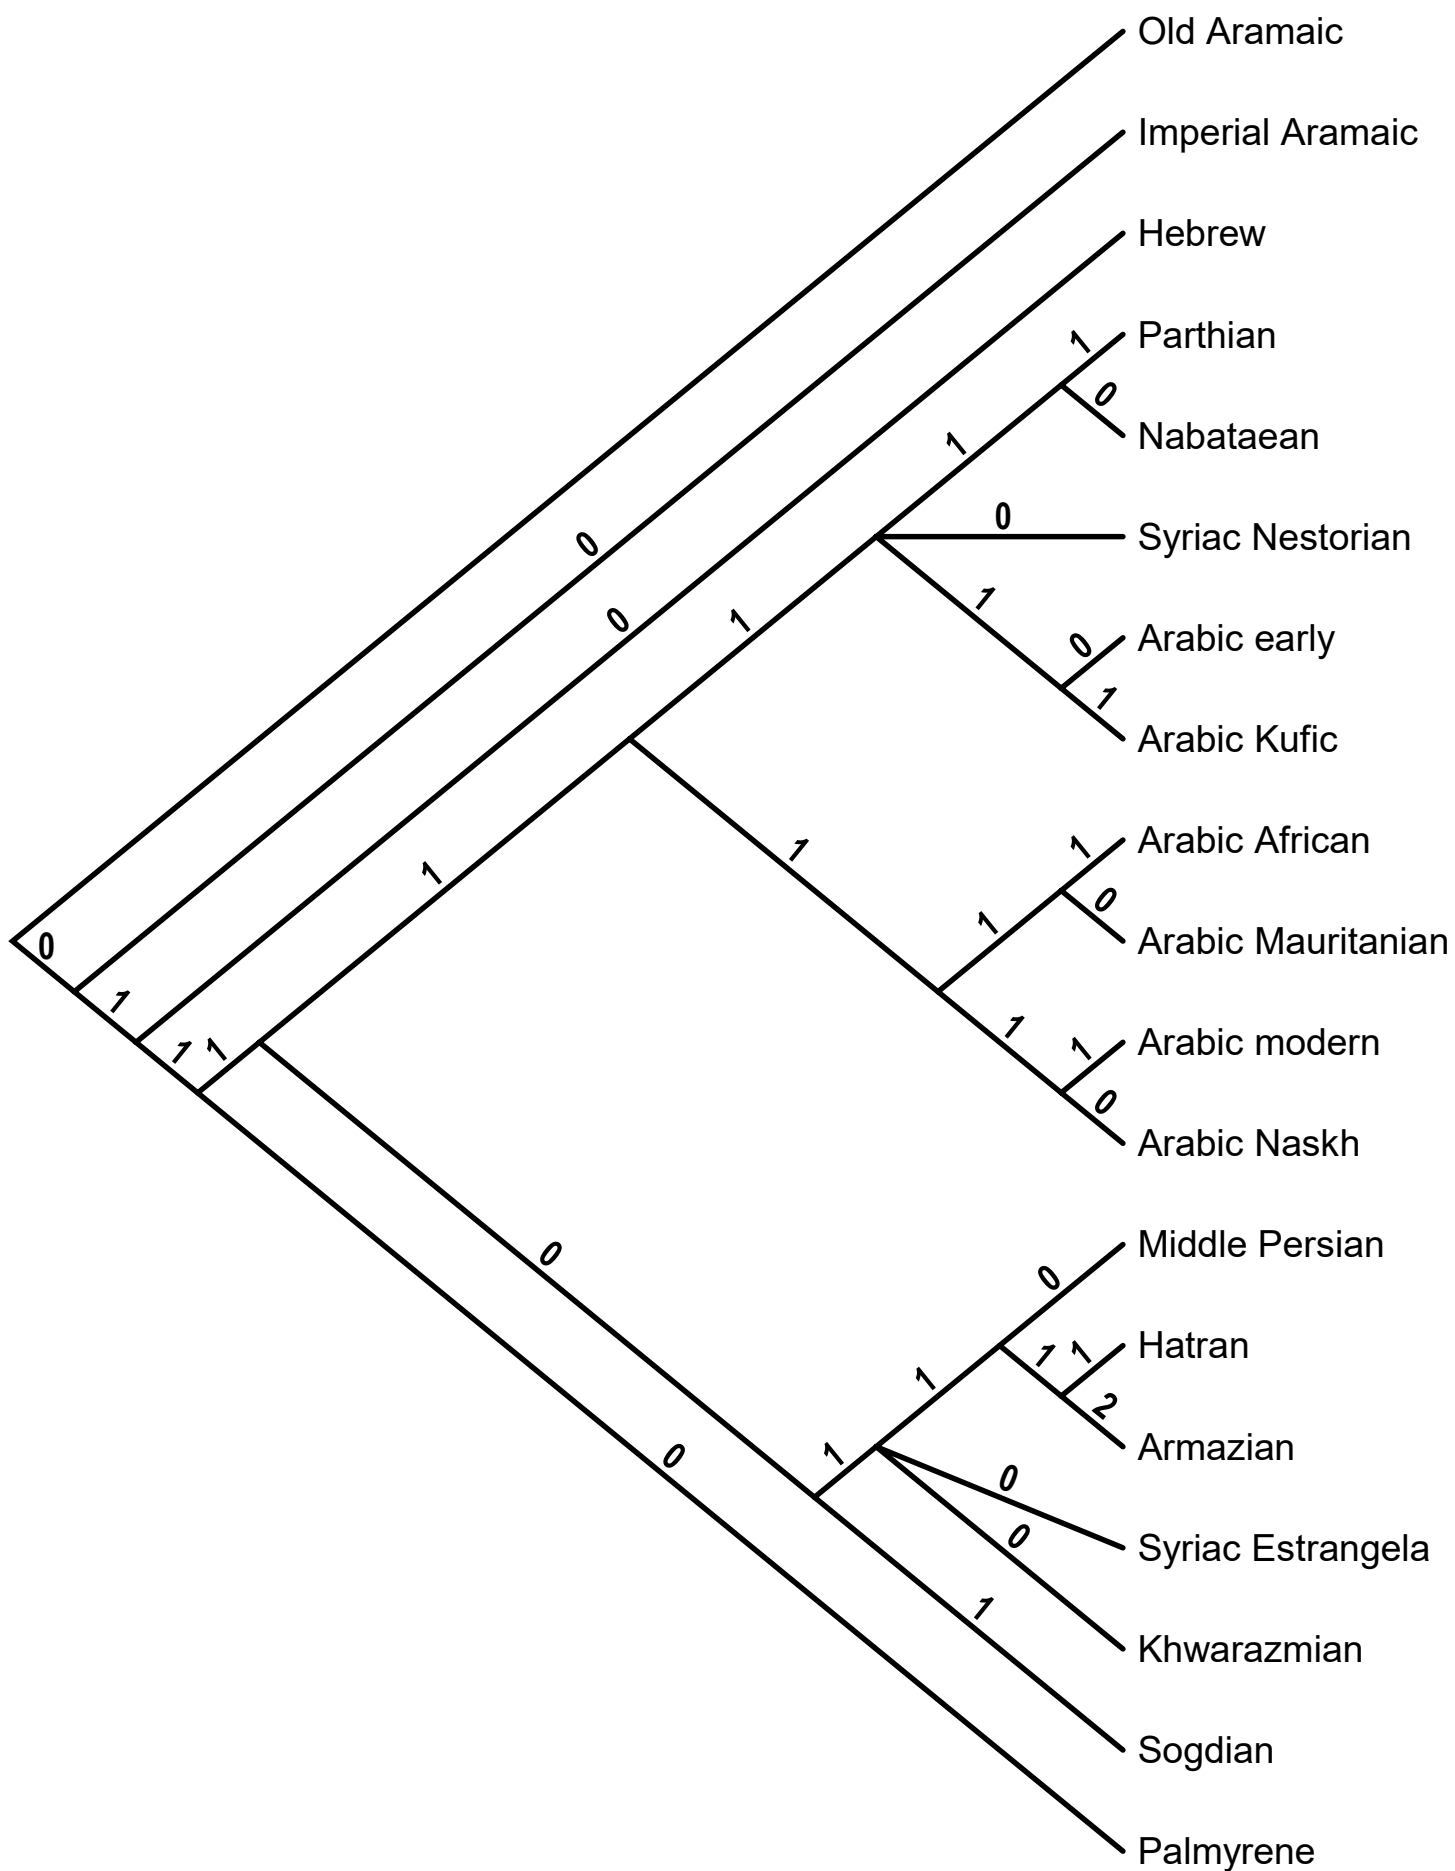 Old Aramaic
Imperial Aramaic
Hebrew
1 Parthian
0
1 Nabataean
0
0 Syriac Nestorian
1
0 1 0 Arabic early
1
Arabic Kufic
1 1 Arabic African
1 0
1 Arabic Mauritanian
0
1
1 1 1 1 Arabic modern
0
Arabic Naskh
0 Middle Persian
0
1 1 1 Hatran
2
1 0 Armazian
0
0 Syriac Estrangela
1 Khwarazmian
Sogdian
Palmyrene